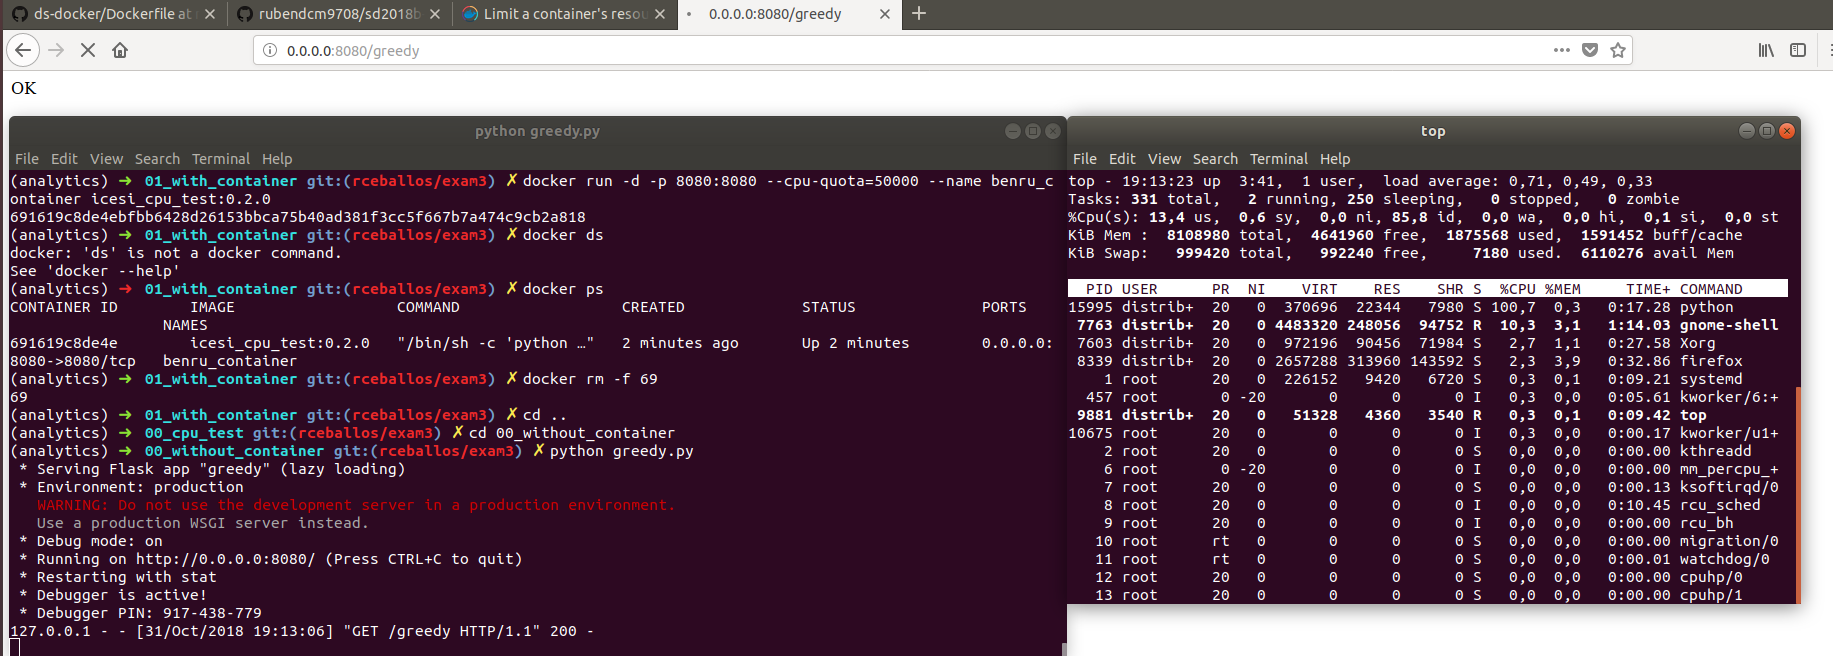 ds-docker/Dockerfile at
rubendcm9708/sd2018b
Limit a container's resou
0.0.0.0:8080/greedy
0.0.0.0:8080/greedy
OK
python greedy.py
File Edit View Search Terminal Help
(analytics) ➜ 01_with_container git:(rceballos/exam3) ✗ docker run -d -p 8080:8080 --cpu-quota=50000 --name benru_c
ontainer icesi_cpu_test:0.2.0
691619c8de4ebfbb6428d26153bbca75b40ad381f3cc5f667b7a474c9cb2a818
(analytics) ➜ 01_with_container git:(rceballos/exam3) ✗ docker ds
docker: 'ds' is not a docker command.
See 'docker --help'
(analytics) ➜ 01_with_container git:(rceballos/exam3) ✗ docker ps
CONTAINER ID IMAGE COMMAND CREATED STATUS PORTS
NAMES
691619c8de4e icesi_cpu_test:0.2.0 "/bin/sh -c 'python …" 2 minutes ago Up 2 minutes 0.0.0.0:
8080->8080/tcp benru_container
(analytics) ➜ 01_with_container git:(rceballos/exam3) ✗ docker rm -f 69
69
(analytics) ➜ 01_with_container git:(rceballos/exam3) ✗ cd ..
(analytics) ➜ 00_cpu_test git:(rceballos/exam3) ✗ cd 00_without_container
(analytics) ➜ 00_without_container git:(rceballos/exam3) ✗ python greedy.py
* Serving Flask app "greedy" (lazy loading)
* Environment: production
WARNING: Do not use the development server in a production environment.
Use a production WSGI server instead.
* Debug mode: on
* Running on http://0.0.0.0:8080/ (Press CTRL+C to quit)
* Restarting with stat
* Debugger is active!
* Debugger PIN: 917-438-779
127.0.0.1 - - [31/Oct/2018 19:13:06] "GET /greedy HTTP/1.1" 200 -
top
File Edit View Search Terminal Help
top - 19:13:23 up 3:41, 1 user, load average: 0,71, 0,49, 0,33
Tasks: 331 total, 2 running, 250 sleeping, 0 stopped, 0 zombie
%Cpu(s): 13,4 us, 0,6 sy, 0,0 ni, 85,8 id, 0,0 wa, 0,0 hi, 0,1 si, 0,0 st
KiB Mem : 8108980 total, 4641960 free, 1875568 used, 1591452 buff/cache
KiB Swap: 999420 total, 992240 free, 7180 used. 6110276 avail Mem
PID USER PR NI VIRT RES SHR S %CPU %MEM TIME+ COMMAND
15995 distrib+ 20 0 370696 22344 7980 S 100,7 0,3 0:17.28 python
7763 distrib+ 20 0 4483320 248056 94752 R 10,3 3,1 1:14.03 gnome-shell
7603 distrib+ 20 0 972196 90456 71984 S 2,7 1,1 0:27.58 Xorg
8339 distrib+ 20 0 2657288 313960 143592 S 2,3 3,9 0:32.86 firefox
1 root 20 0 226152 9420 6720 S 0,3 0,1 0:09.21 systemd
457 root 0 -20 0 0 0 I 0,3 0,0 0:05.61 kworker/6:+
9881 distrib+ 20 0 51328 4360 3540 R 0,3 0,1 0:09.42 top
10675 root 20 0 0 0 0 I 0,3 0,0 0:00.17 kworker/u1+
2 root 20 0 0 0 0 S 0,0 0,0 0:00.00 kthreadd
6 root 0 -20 0 0 0 I 0,0 0,0 0:00.00 mm_percpu_+
7 root 20 0 0 0 0 S 0,0 0,0 0:00.13 ksoftirqd/0
8 root 20 0 0 0 0 I 0,0 0,0 0:10.45 rcu_sched
9 root 20 0 0 0 0 I 0,0 0,0 0:00.00 rcu_bh
10 root rt 0 0 0 0 S 0,0 0,0 0:00.00 migration/0
11 root rt 0 0 0 0 S 0,0 0,0 0:00.01 watchdog/0
12 root 20 0 0 0 0 S 0,0 0,0 0:00.00 cpuhp/0
13 root 20 0 0 0 0 S 0,0 0,0 0:00.00 cpuhp/1